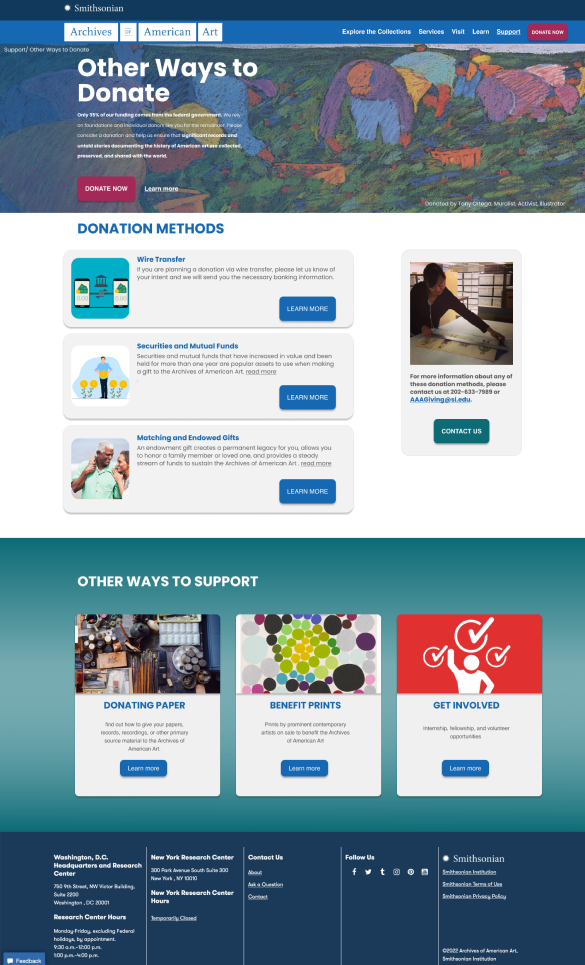 Smithsonian
Archives OF American Art
Explore the Collections Services Visit Learn Support DONATE NOW
Support/ Other Ways to Donate
Other Ways to
Donate
Only 35% of our funding comes from the federal government. We rely
on foundations and individual donors like you for the remainder. Please
consider a donation and help us ensure that significant records and
untold stories documenting the history of American art are collected,
preserved, and shared with the world.
DONATE NOW Learn more
Donated by Tony Ortega: Muralist, Activist, Illustrator
DONATION METHODS
Wire Transfer
If you are planning a donation via wire transfer, please let us know of
your intent and we will send you the necessary banking information.
LEARN MORE
Securities and Mutual Funds
Securities and mutual funds that have increased in value and been
held for more than one year are popular assets to use when making
a gift to the Archives of American Art. read more
LEARN MORE
Matching and Endowed Gifts
An endowment gift creates a permanent legacy for you, allows you
to honor a family member or loved one, and provides a steady
stream of funds to sustain the Archives of American Art . read more
LEARN MORE
For more information about any of
these donation methods, please
contact us at 202-633-7989 or
AAAGiving@si.edu.
CONTACT US
OTHER WAYS TO SUPPORT
DONATING PAPER
find out how to give your papers,
records, recordings, or other primary
source material to the Archives of
American Art
Learn more
BENEFIT PRINTS
Prints by prominent contemporary
artists on sale to benefit the Archives
of American Art
Learn more
GET INVOLVED
Internship, fellowship, and volunteer
opportunities
Learn more
Washington, D.C.
Headquarters and Research
Center
750 9th Street, NW Victor Building,
Suite 2200
Washington , DC 20001
Research Center Hours
Monday-Friday, excluding Federal
holidays, by appointment.
9:30 a.m.–12:00 p.m.
1:00 p.m.–4:00 p.m.
New York Research Center
300 Park Avenue South Suite 300
New York , NY 10010
New York Research Center
Hours
Temporarily Closed
Contact Us
About
Ask a Question
Contact
Follow Us
Smithsonian
Smithsonian Institution
Smithsonian Terms of Use
Smithsonian Privacy Policy
©2022 Archives of American Art,
Smithsonian Institution
Feedback